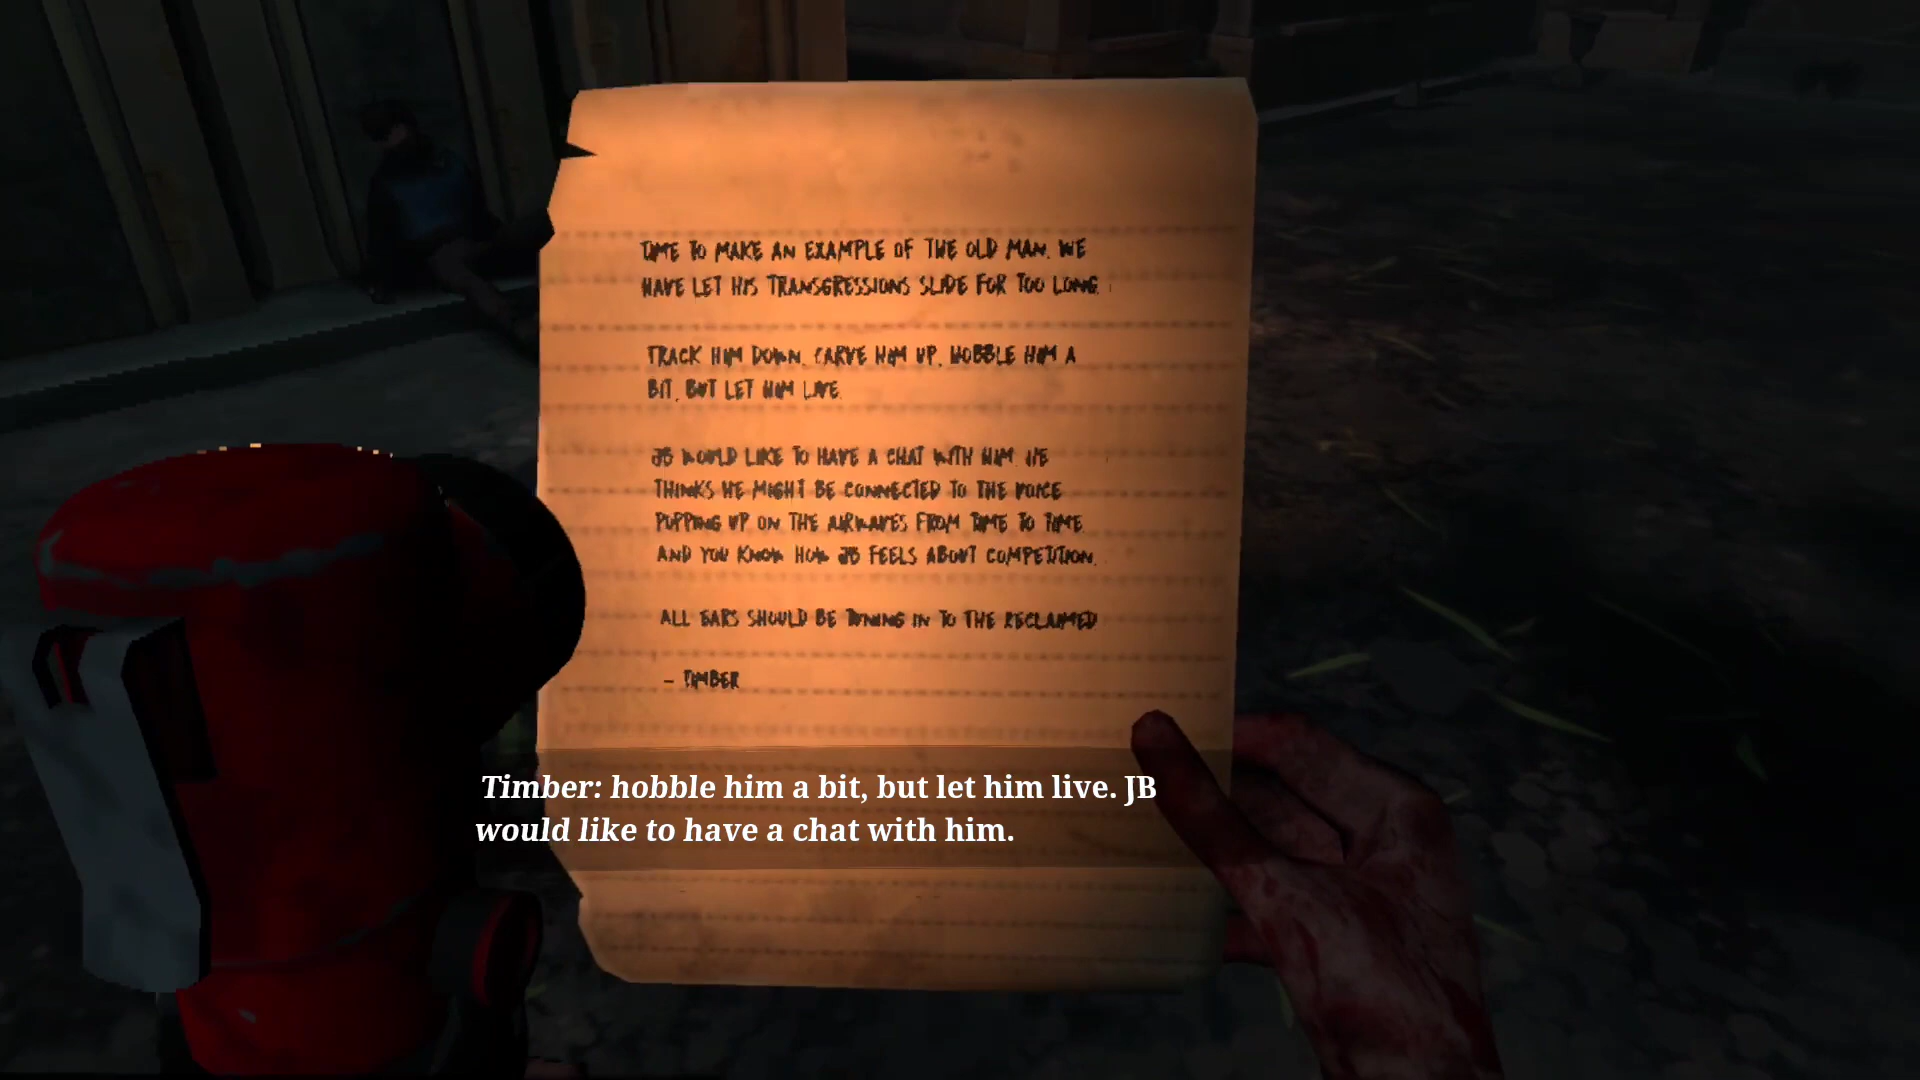 TIME TO MAKE AN EXAMPLE OF THE OLD MAN. WE
HAVE LET HIS TRANSGRESSIONS SLIDE FOR TOO LONG.
TRACK HIM DOWN. CARVE HIM UP. HOBBLE HIM A
BIT, BUT LET HIM LIVE.
JB WOULD LIKE TO HAVE A CHAT WITH HIM. HE
THINKS HE MIGHT BE CONNECTED TO THE VOICE
POPPING UP ON THE AIRWAVES FROM TIME TO TIME.
AND YOU KNOW HOW JB FEELS ABOUT COMPETITION.
ALL EARS SHOULD BE TUNING IN TO THE RECLAIMED
- TIMBER
Timber: hobble him a bit, but let him live. JB
would like to have a chat with him.